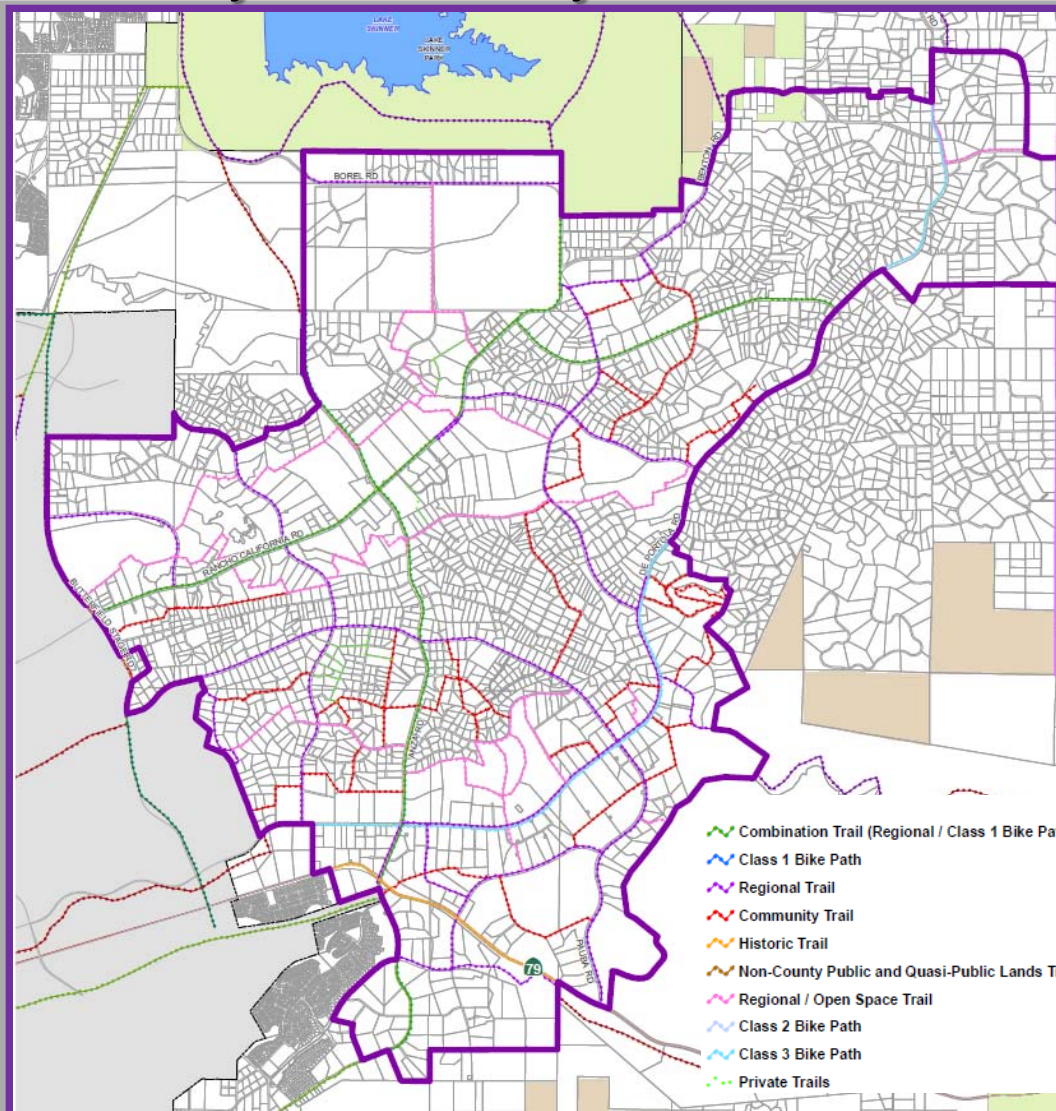 LAKE
SKINNER
LAKE
SKINNER
PARK
BENTON RD
BOREL RD
RANCHO CALIFORNIA RD
DE PORTOLA RD
BUTTERFIELD STAGE RD
ANZA RD
PAUBA RD
79
Combination Trail (Regional / Class 1 Bike Pa
Class 1 Bike Path
Regional Trail
Community Trail
Historic Trail
Non-County Public and Quasi-Public Lands T
Regional / Open Space Trail
Class 2 Bike Path
Class 3 Bike Path
Private Trails